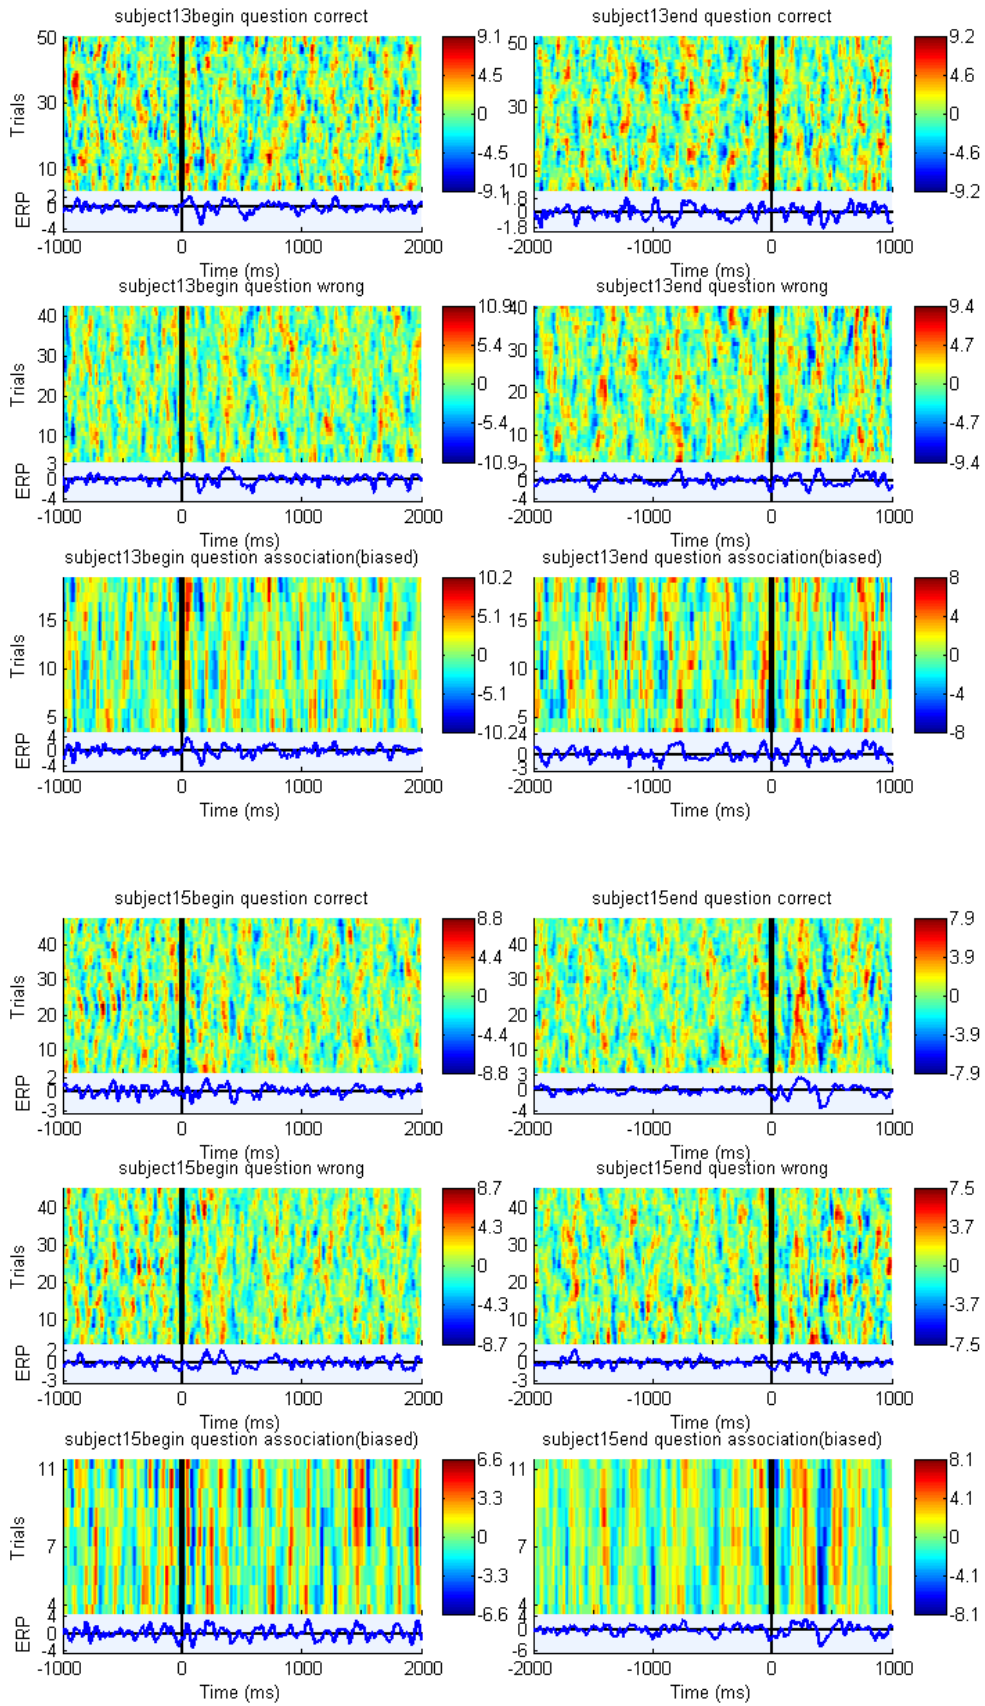 subject13begin question correct
subject13end question correct
50
30
10
Trials
9.1
4.5
0
-4.5
-9.1
50
30
10
9.2
4.6
0
-4.6
-9.2
2
0
-4
ERP
1.8
0
-1.8
-1000 0 1000 2000
-2000 -1000 0 1000
Time (ms)
Time (ms)
subject13begin question wrong
subject13end question wrong
40
30
20
10
Trials
10.9
5.4
0
-5.4
-10.9
40
30
20
10
9.4
4.7
0
-4.7
-9.4
3
0
-4
ERP
2
0
-4
-1000 0 1000 2000
-2000 -1000 0 1000
Time (ms)
Time (ms)
subject13begin question association(biased)
subject13end question association(biased)
15
10
5
Trials
10.2
5.1
0
-5.1
-10.2
15
10
5
8
4
0
-4
-8
4
0
-4
ERP
4
0
-3
-1000 0 1000 2000
-2000 -1000 0 1000
Time (ms)
Time (ms)
subject15begin question correct
subject15end question correct
40
30
20
10
Trials
8.8
4.4
0
-4.4
-8.8
40
30
20
10
7.9
3.9
0
-3.9
-7.9
2
0
-3
ERP
3
0
-4
-1000 0 1000 2000
-2000 -1000 0 1000
Time (ms)
Time (ms)
subject15begin question wrong
subject15end question wrong
40
30
20
10
Trials
8.7
4.3
0
-4.3
-8.7
40
30
20
10
7.5
3.7
0
-3.7
-7.5
2
0
-3
ERP
2
0
-3
-1000 0 1000 2000
-2000 -1000 0 1000
Time (ms)
Time (ms)
subject15begin question association(biased)
subject15end question association(biased)
11
7
4
Trials
6.6
3.3
0
-3.3
-6.6
11
7
4
8.1
4.1
0
-4.1
-8.1
4
0
-4
ERP
4
0
-6
-1000 0 1000 2000
-2000 -1000 0 1000
Time (ms)
Time (ms)